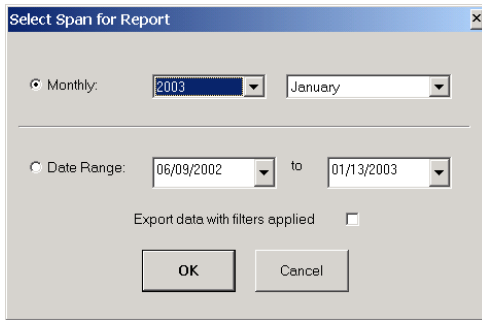 Select Span for Report
Monthly: 2003 January
Date Range: 06/09/2002 to 01/13/2003
Export data with filters applied
OK Cancel